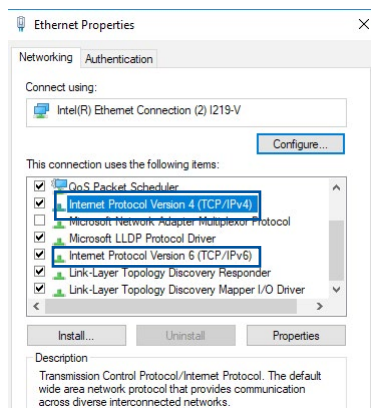 Ethernet Properties
Networking Authentication
Connect using:
Intel(R) Ethernet Connection (2) I219-V
Configure...
This connection uses the following items:
QoS Packet Scheduler
Internet Protocol Version 4 (TCP/IPv4)
Microsoft Network Adapter Multiplexor Protocol
Microsoft LLDP Protocol Driver
Internet Protocol Version 6 (TCP/IPv6)
Link-Layer Topology Discovery Responder
Link-Layer Topology Discovery Mapper I/O Driver
Install... Uninstall Properties
Description
Transmission Control Protocol/Internet Protocol. The default
wide area network protocol that provides communication
across diverse interconnected networks.